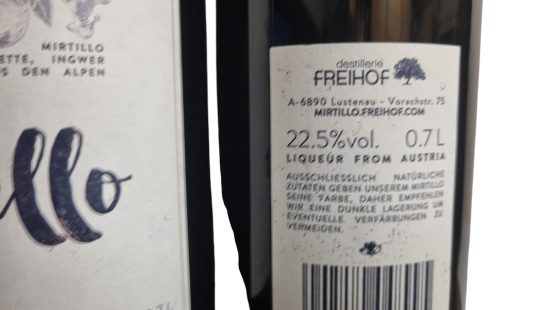 MIRTILLO
ETTE, INGWER
S DEN ALPEN
llo
destillerie
FREIHOF
A-6890 Lustenau - Vorachstr. 75
MIRTILLO.FREIHOF.COM
22.5%vol. 0.7 L
LIQUEUR FROM AUSTRIA
AUSSCHLIESSLICH NATÜRLICHE
ZUTATEN GEBEN UNSEREM MIRTILLO
SEINE FARBE, DAHER EMPFEHLEN
WIR EINE DUNKLE LAGERUNG UM
EVENTUELLE VERFÄRBUNGEN ZU
VERMEIDEN.